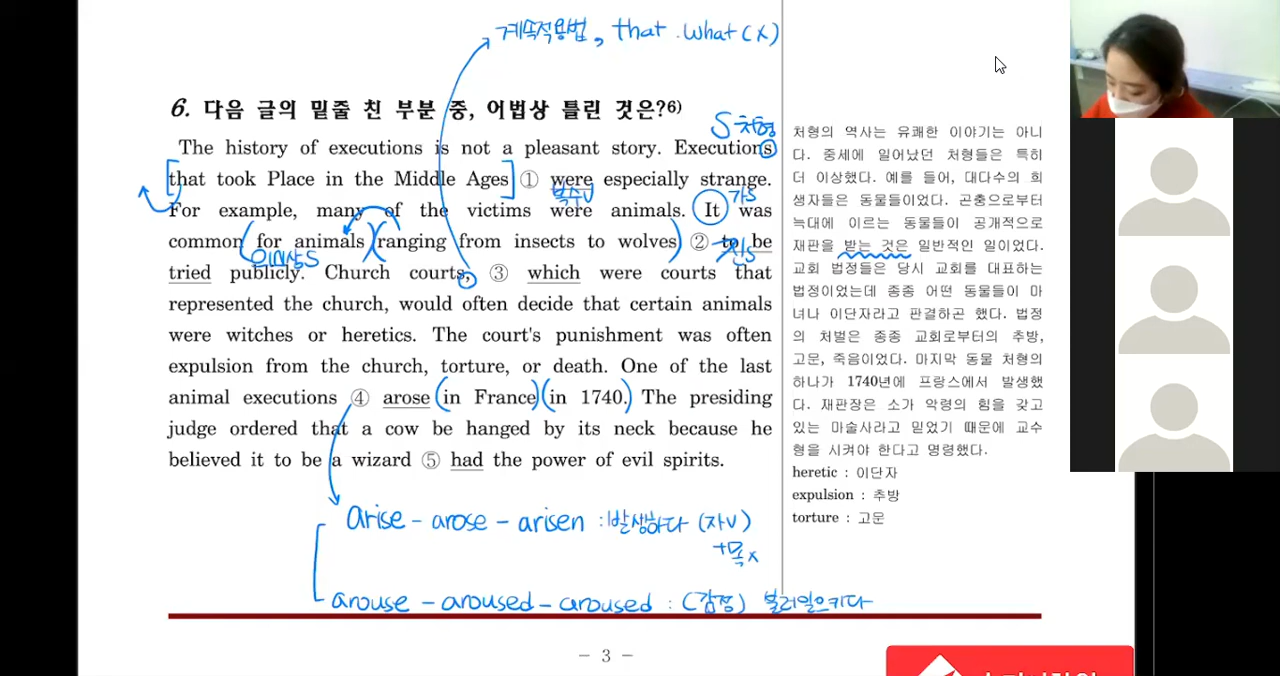 계속적용법, that .what(x)
6. 다음 글의 밑줄 친 부분 중, 어법상 틀린 것은?6)
S 처형
The history of executions is not a pleasant story. Executions
that took Place in the Middle Ages ① were especially strange.
복수V
가S
For example, many of the victims were animals. It was
common for animals ranging from insects to wolves ② to be
의미상S
진S
tried publicly. Church courts, ③ which were courts that
represented the church, would often decide that certain animals
were witches or heretics. The court's punishment was often
expulsion from the church, torture, or death. One of the last
animal executions ④ arose (in France)(in 1740.) The presiding
judge ordered that a cow be hanged by its neck because he
believed it to be a wizard ⑤ had the power of evil spirits.
arise - arose - arisen : 발생하다 (자V)
+목x
arouse - aroused - aroused : (감정) 불러일으키다
처형의 역사는 유쾌한 이야기는 아니
다. 중세에 일어났던 처형들은 특히
더 이상했다. 예를 들어, 대다수의 희
생자들은 동물들이었다. 곤충으로부터
늑대에 이르는 동물들이 공개적으로
재판을 받는 것은 일반적인 일이었다.
교회 법정들은 당시 교회를 대표하는
법정이었는데 종종 어떤 동물들이 마
녀나 이단자라고 판결하곤 했다. 법정
의 처벌은 종종 교회로부터의 추방,
고문, 죽음이었다. 마지막 동물 처형의
하나가 1740년에 프랑스에서 발생했
다. 재판장은 소가 악령의 힘을 갖고
있는 마술사라고 믿었기 때문에 교수
형을 시켜야 한다고 명령했다.
heretic : 이단자
expulsion : 추방
torture : 고문
- 3 -